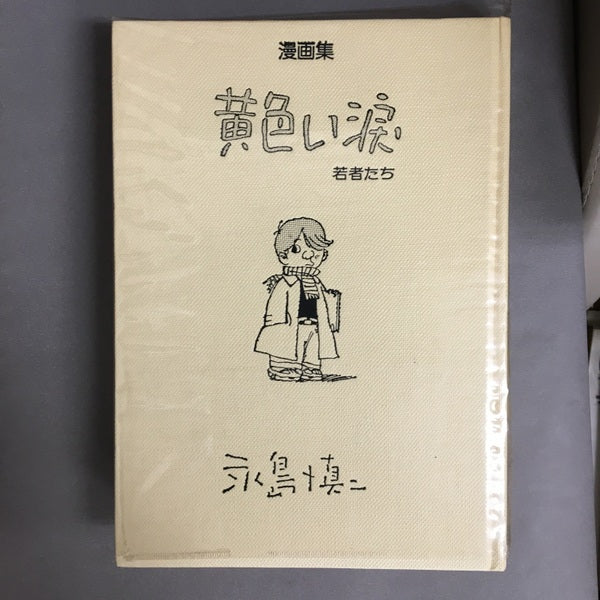 漫画集
黄色い涙
若者たち
永島慎二